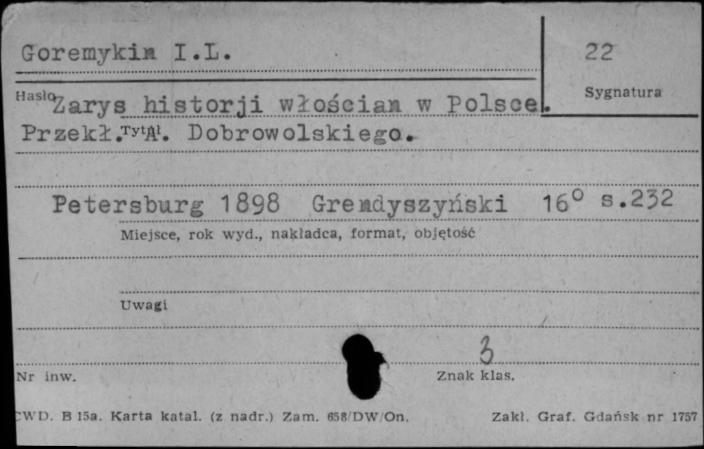 Goremykin I.L.
22
Hasło
Sygnatura
Zarys historji włościan w Polsce.
Przekł. A. Dobrowolskiego.
Tytuł
Petersburg 1898 Grendyszyński 16° s.232
Miejsce, rok wyd., nakładca, format, objętość
Uwagi
3
Nr inw.
Znak klas.
CWD. B 15a. Karta katal. (z nadr.) Zam. 658/DW/On.
Zakł. Graf. Gdańsk nr 1757